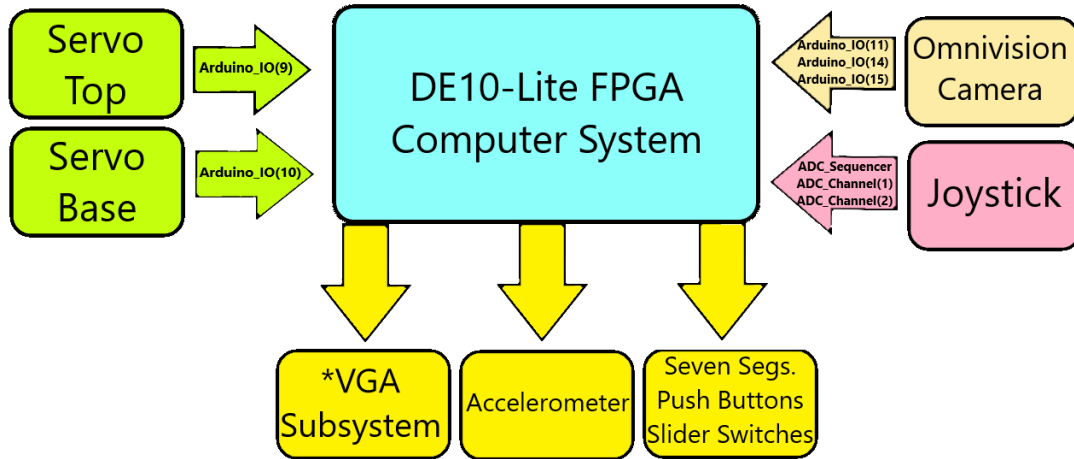 Servo
Top
Arduino_IO(9)
DE10-Lite FPGA
Computer System
Arduino_IO(11)
Arduino_IO(14)
Arduino_IO(15)
Omnivision
Camera
Servo
Base
Arduino_IO(10)
ADC_Sequencer
ADC_Channel(1)
ADC_Channel(2)
Joystick
*VGA
Subsystem
Accelerometer
Seven Segs.
Push Buttons
Slider Switches